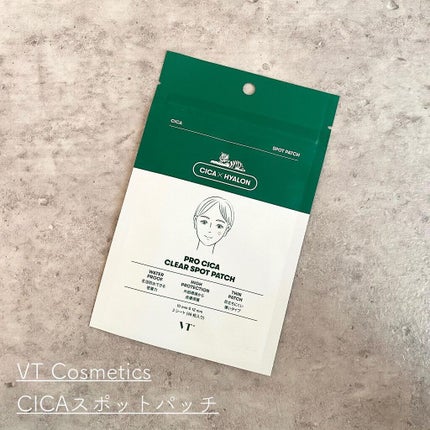 CICA
SPOT PATCH
CICA × HYALON
PRO CICA
CLEAR SPOT PATCH
WATER
PROOF
HIGH
PROTECTION
THIN
PATCH
VT
VT Cosmetics
CICAスポットパッチ